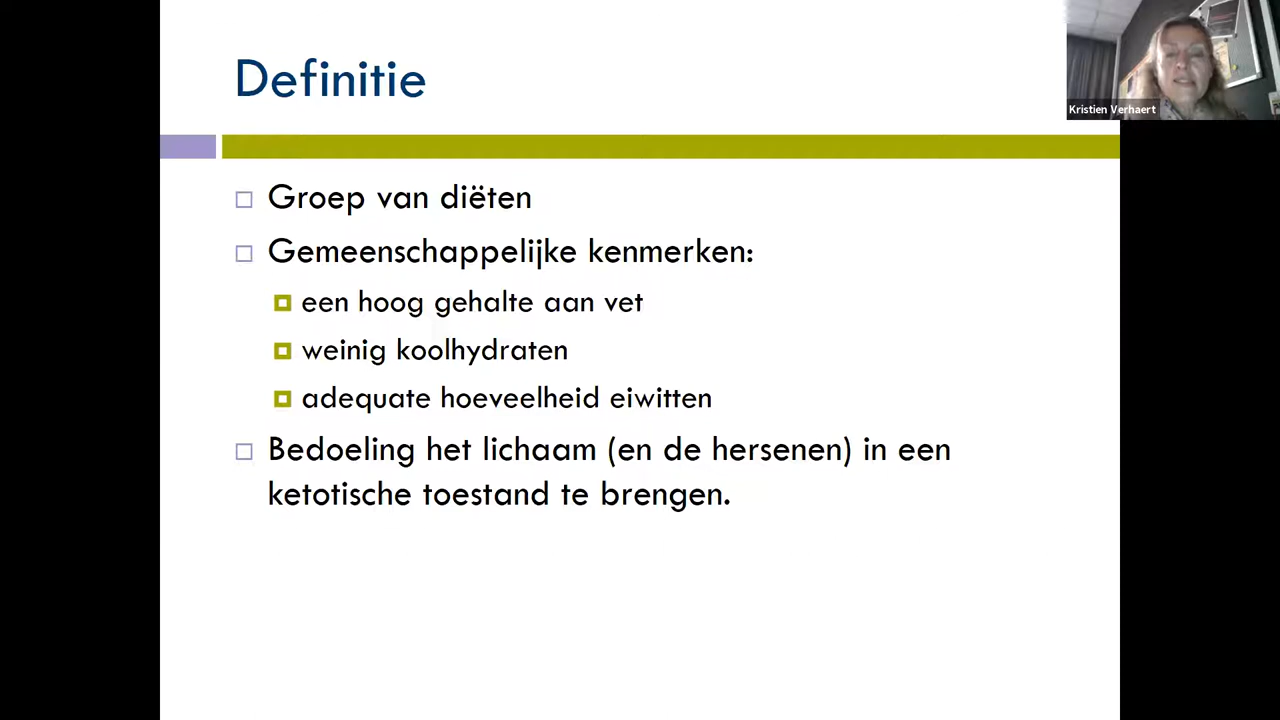 Definitie
Kristien Verhaert
Groep van diëten
Gemeenschappelijke kenmerken:
een hoog gehalte aan vet
weinig koolhydraten
adequate hoeveelheid eiwitten
Bedoeling het lichaam (en de hersenen) in een
ketotische toestand te brengen.